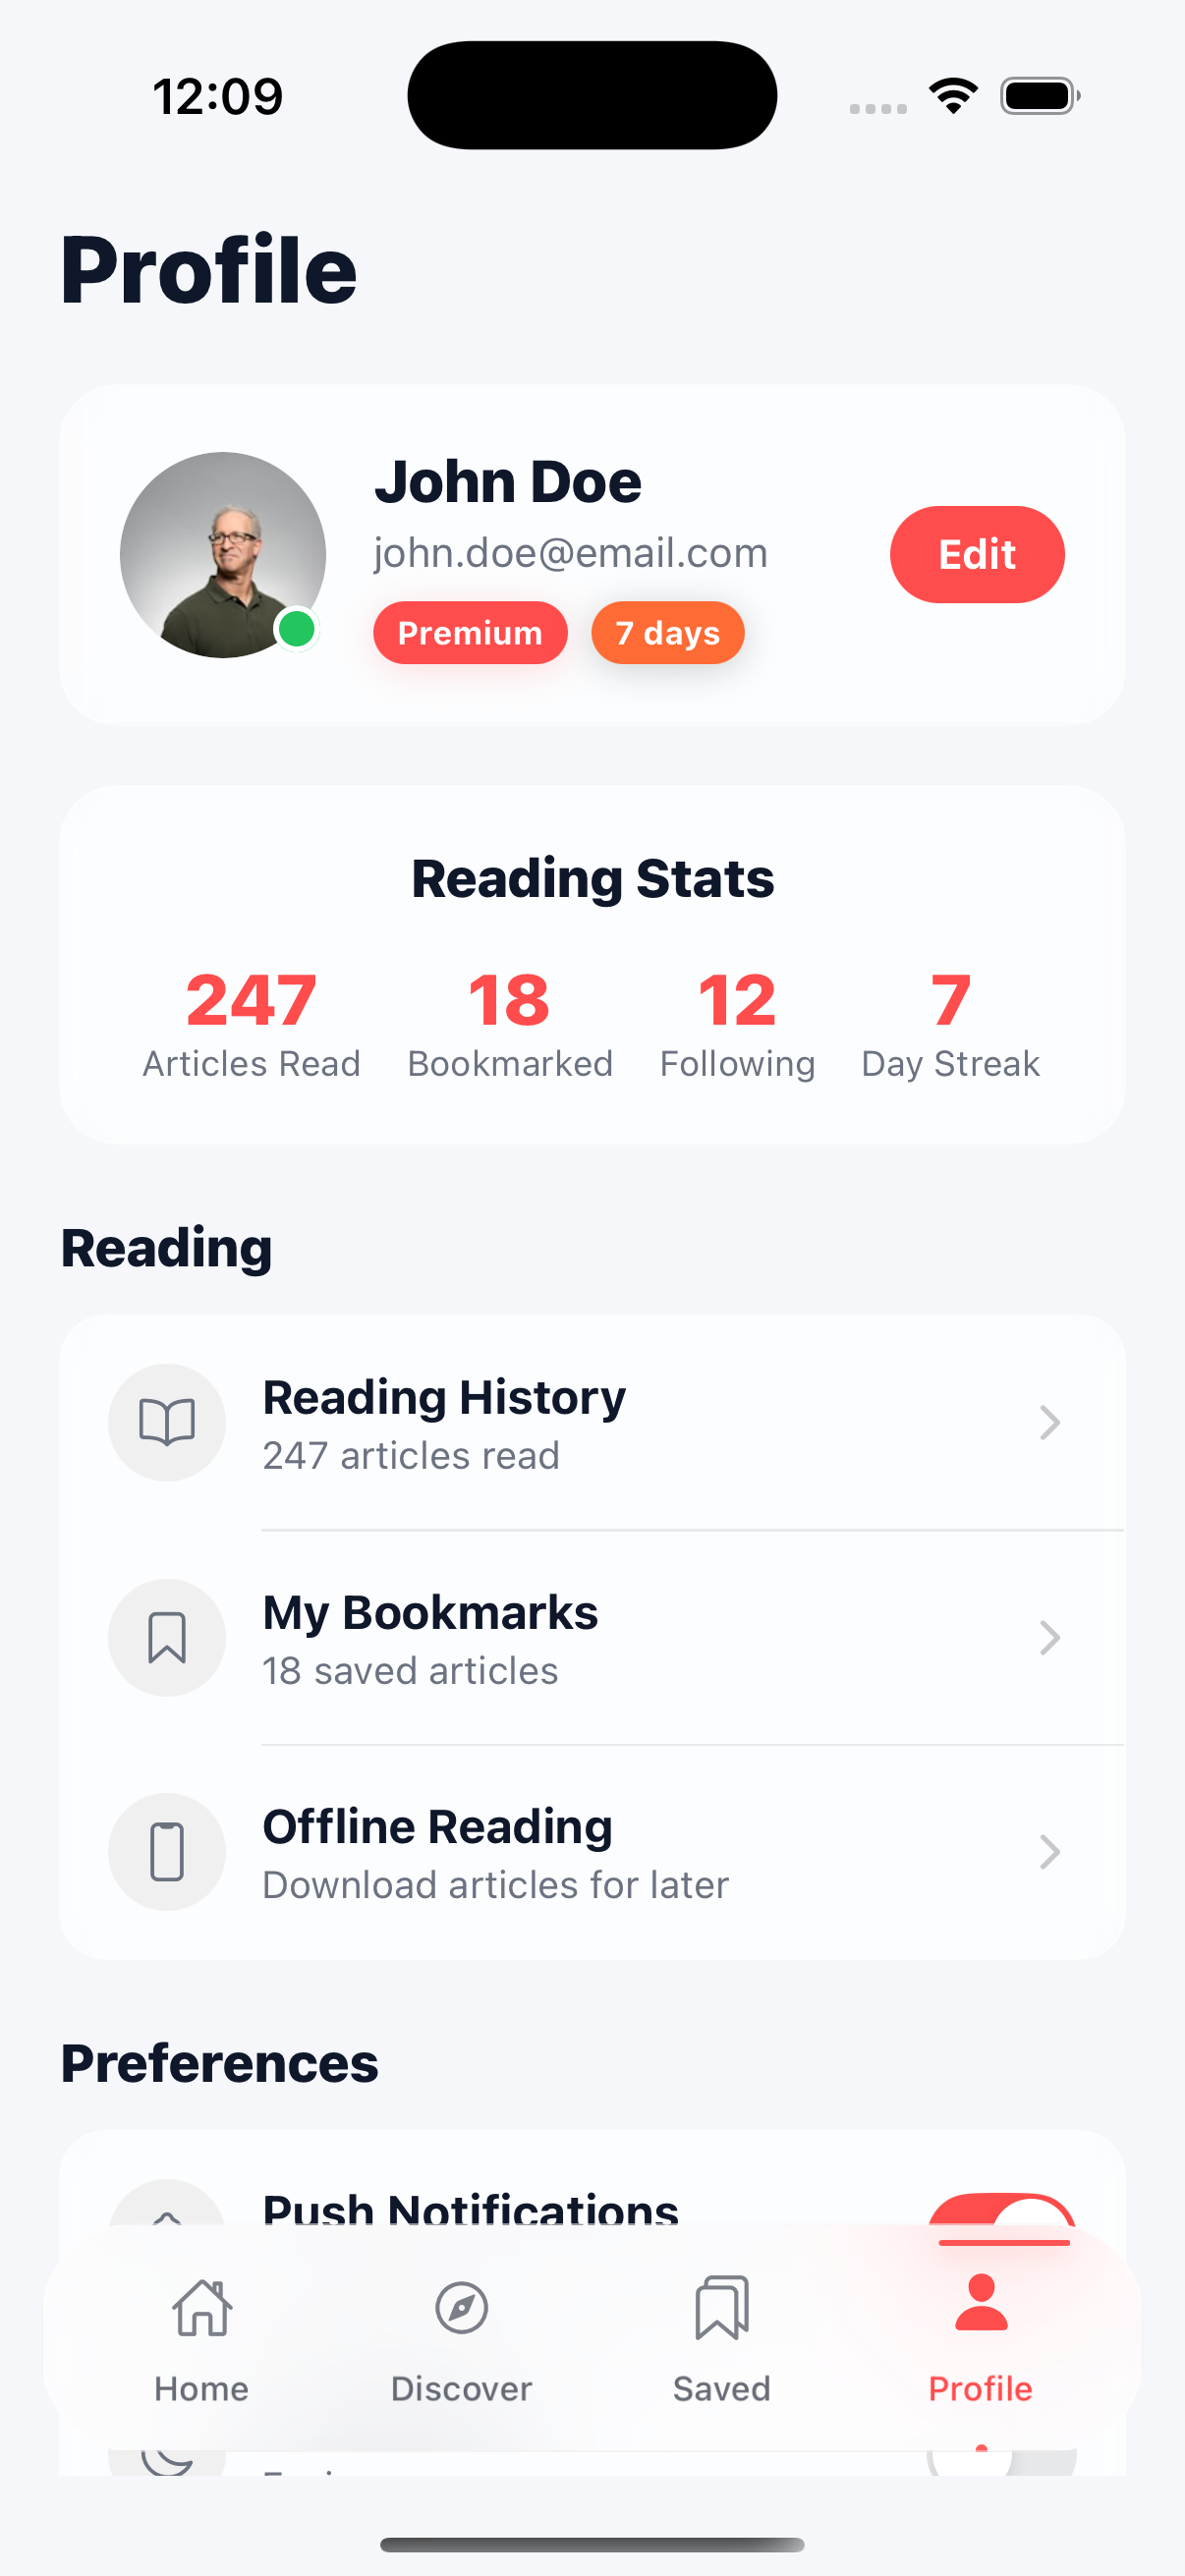 12:09
Profile
John Doe
john.doe@email.com
Edit
Premium 7 days
Reading Stats
247 18 12 7
Articles Read Bookmarked Following Day Streak
Reading
Reading History
247 articles read
My Bookmarks
18 saved articles
Offline Reading
Download articles for later
Preferences
Push Notifications
Home Discover Saved Profile